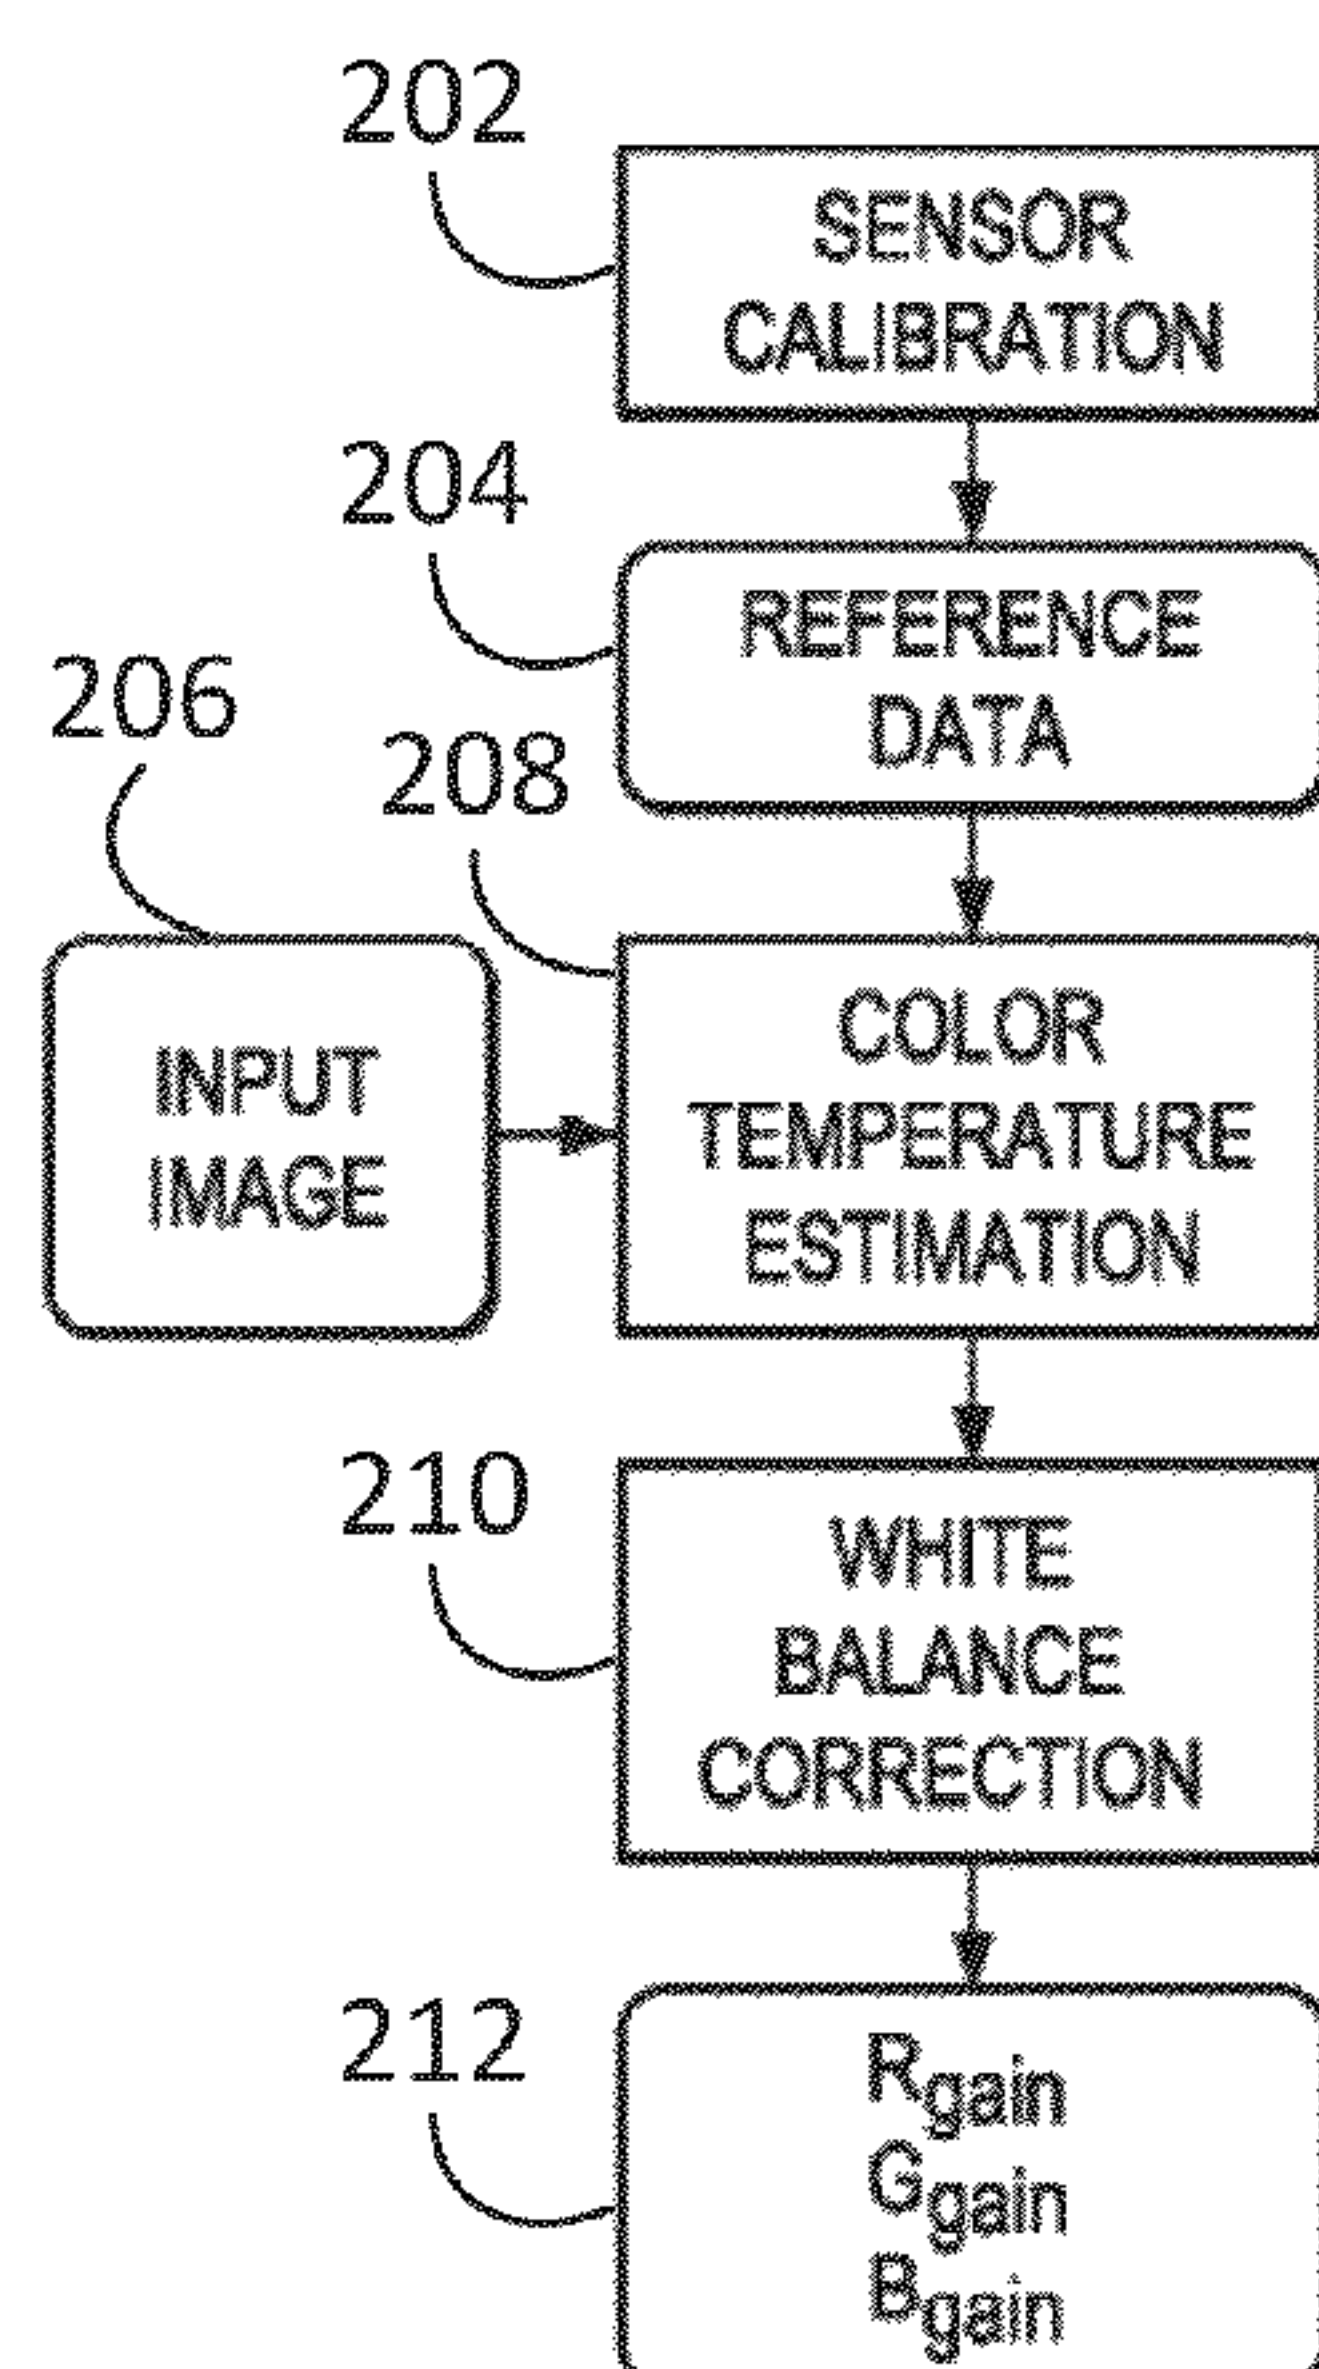 202
SENSOR
CALIBRATION
204
REFERENCE
DATA
206
208
INPUT
IMAGE
COLOR
TEMPERATURE
ESTIMATION
210
WHITE
BALANCE
CORRECTION
212
Rgain
Ggain
Bgain